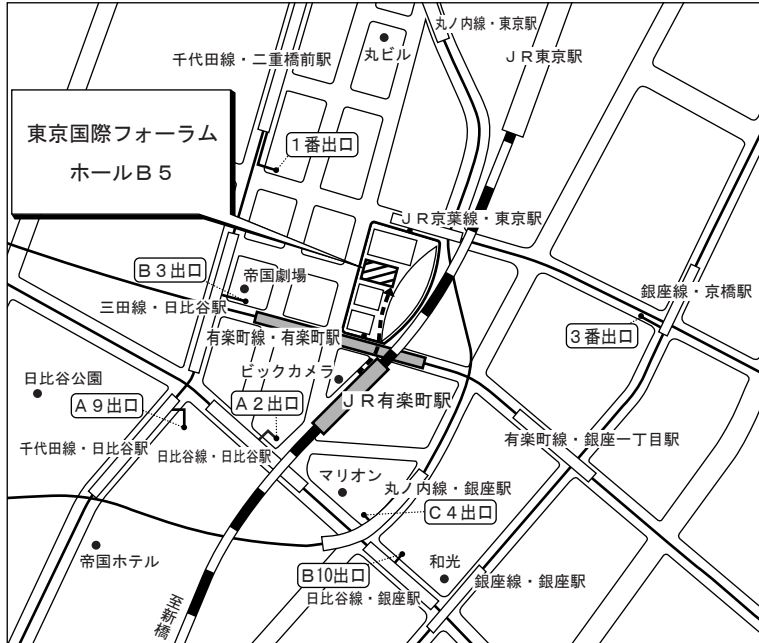 丸ノ内線・東京駅
千代田線・二重橋前駅
丸ビル
JR東京駅
東京国際フォーラム
ホールB5
1番出口
JR京葉線・東京駅
B3出口
帝国劇場
三田線・日比谷駅
銀座線・京橋駅
有楽町線・有楽町駅
3番出口
ビックカメラ
日比谷公園
A9出口
A2出口
JR有楽町駅
千代田線・日比谷駅
日比谷線・日比谷駅
有楽町線・銀座一丁目駅
マリオン
丸ノ内線・銀座駅
C4出口
帝国ホテル
B10出口
和光
銀座線・銀座駅
日比谷線・銀座駅
至新橋